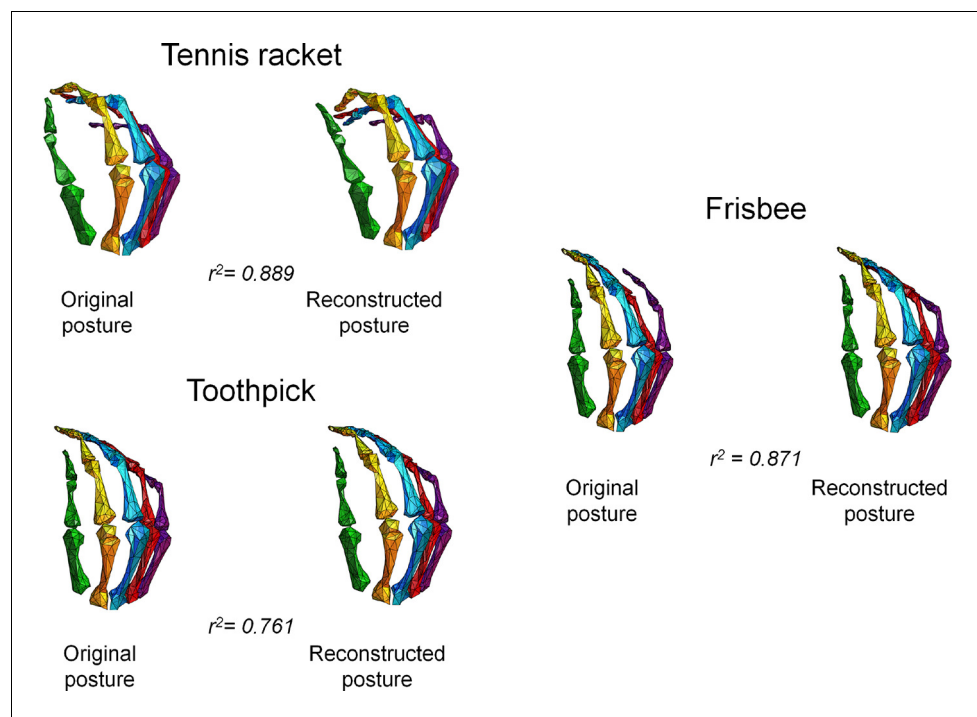 Tennis racket
r²= 0.889
Original
posture
Reconstructed
posture
Toothpick
r²= 0.761
Original
posture
Reconstructed
posture
Frisbee
r² = 0.871
Original
posture
Reconstructed
posture